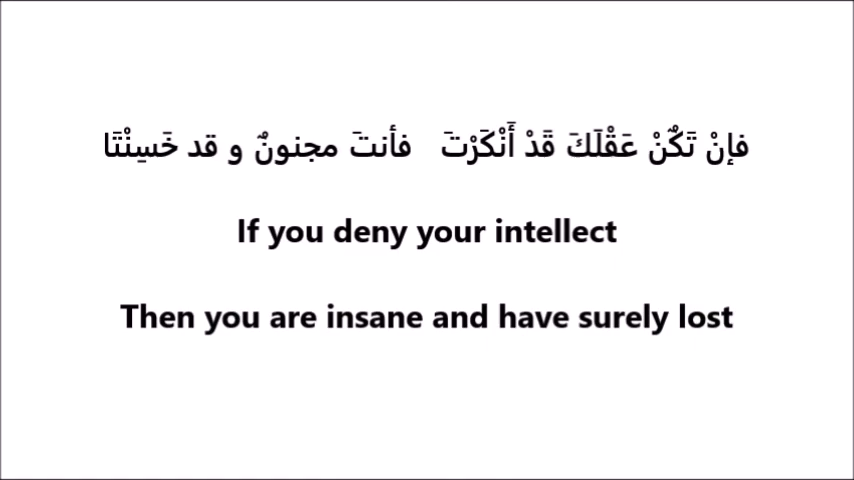 فإنْ تَكٌنْ عَقْلَكَ قَدْ أَنْكَرْتَ   فأنتَ مجنونٌ و قد خَسِنْتَا
If you deny your intellect
Then you are insane and have surely lost